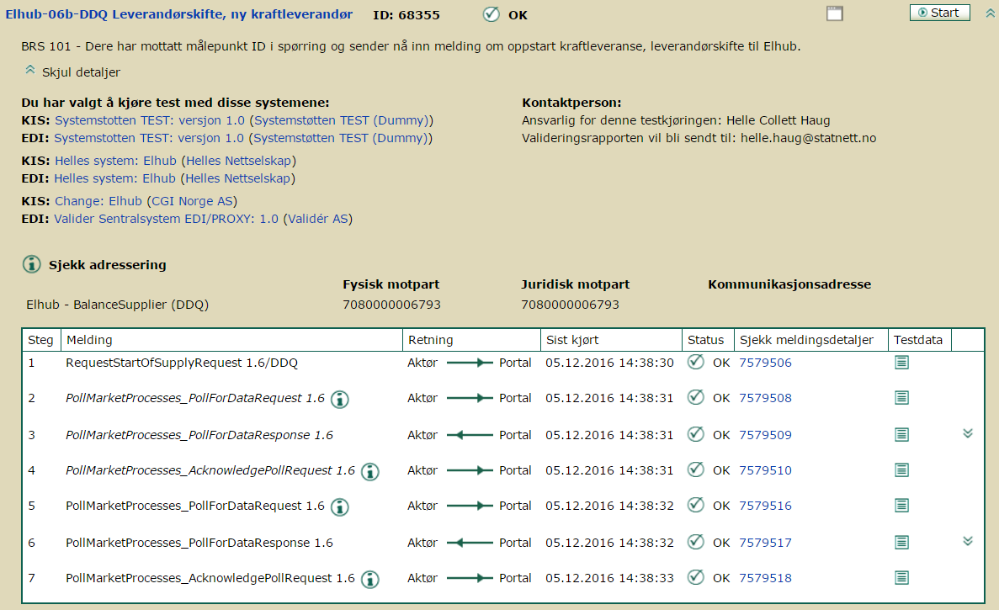 Elhub-06b-DDQ Leverandørskifte, ny kraftleverandør ID: 68355 OK Start
BRS 101 - Dere har mottatt målepunkt ID i spørring og sender nå inn melding om oppstart kraftleveranse, leverandørskifte til Elhub.
Skjul detaljer
Du har valgt å kjøre test med disse systemene: Kontaktperson:
KIS: Systemstotten TEST: versjon 1.0 (Systemstøtten TEST (Dummy)) Ansvarlig for denne testkjøringen: Helle Collett Haug
EDI: Systemstotten TEST: versjon 1.0 (Systemstøtten TEST (Dummy)) Valideringsrapporten vil bli sendt til: helle.haug@statnett.no
KIS: Helles system: Elhub (Helles Nettselskap)
EDI: Helles system: Elhub (Helles Nettselskap)
KIS: Change: Elhub (CGI Norge AS)
EDI: Valider Sentralsystem EDI/PROXY: 1.0 (Validér AS)
Sjekk adressering
Fysisk motpart Juridisk motpart Kommunikasjonsadresse
Elhub - BalanceSupplier (DDQ) 7080000006793 7080000006793
Steg Melding Retning Sist kjørt Status Sjekk meldingsdetaljer Testdata
1 RequestStartOfSupplyRequest 1.6/DDQ Aktør Portal 05.12.2016 14:38:30 OK 7579506
2 PollMarketProcesses_PollForDataRequest 1.6 Aktør Portal 05.12.2016 14:38:31 OK 7579508
3 PollMarketProcesses_PollForDataResponse 1.6 Aktør Portal 05.12.2016 14:38:31 OK 7579509
4 PollMarketProcesses_AcknowledgePollRequest 1.6 Aktør Portal 05.12.2016 14:38:31 OK 7579510
5 PollMarketProcesses_PollForDataRequest 1.6 Aktør Portal 05.12.2016 14:38:32 OK 7579516
6 PollMarketProcesses_PollForDataResponse 1.6 Aktør Portal 05.12.2016 14:38:32 OK 7579517
7 PollMarketProcesses_AcknowledgePollRequest 1.6 Aktør Portal 05.12.2016 14:38:33 OK 7579518